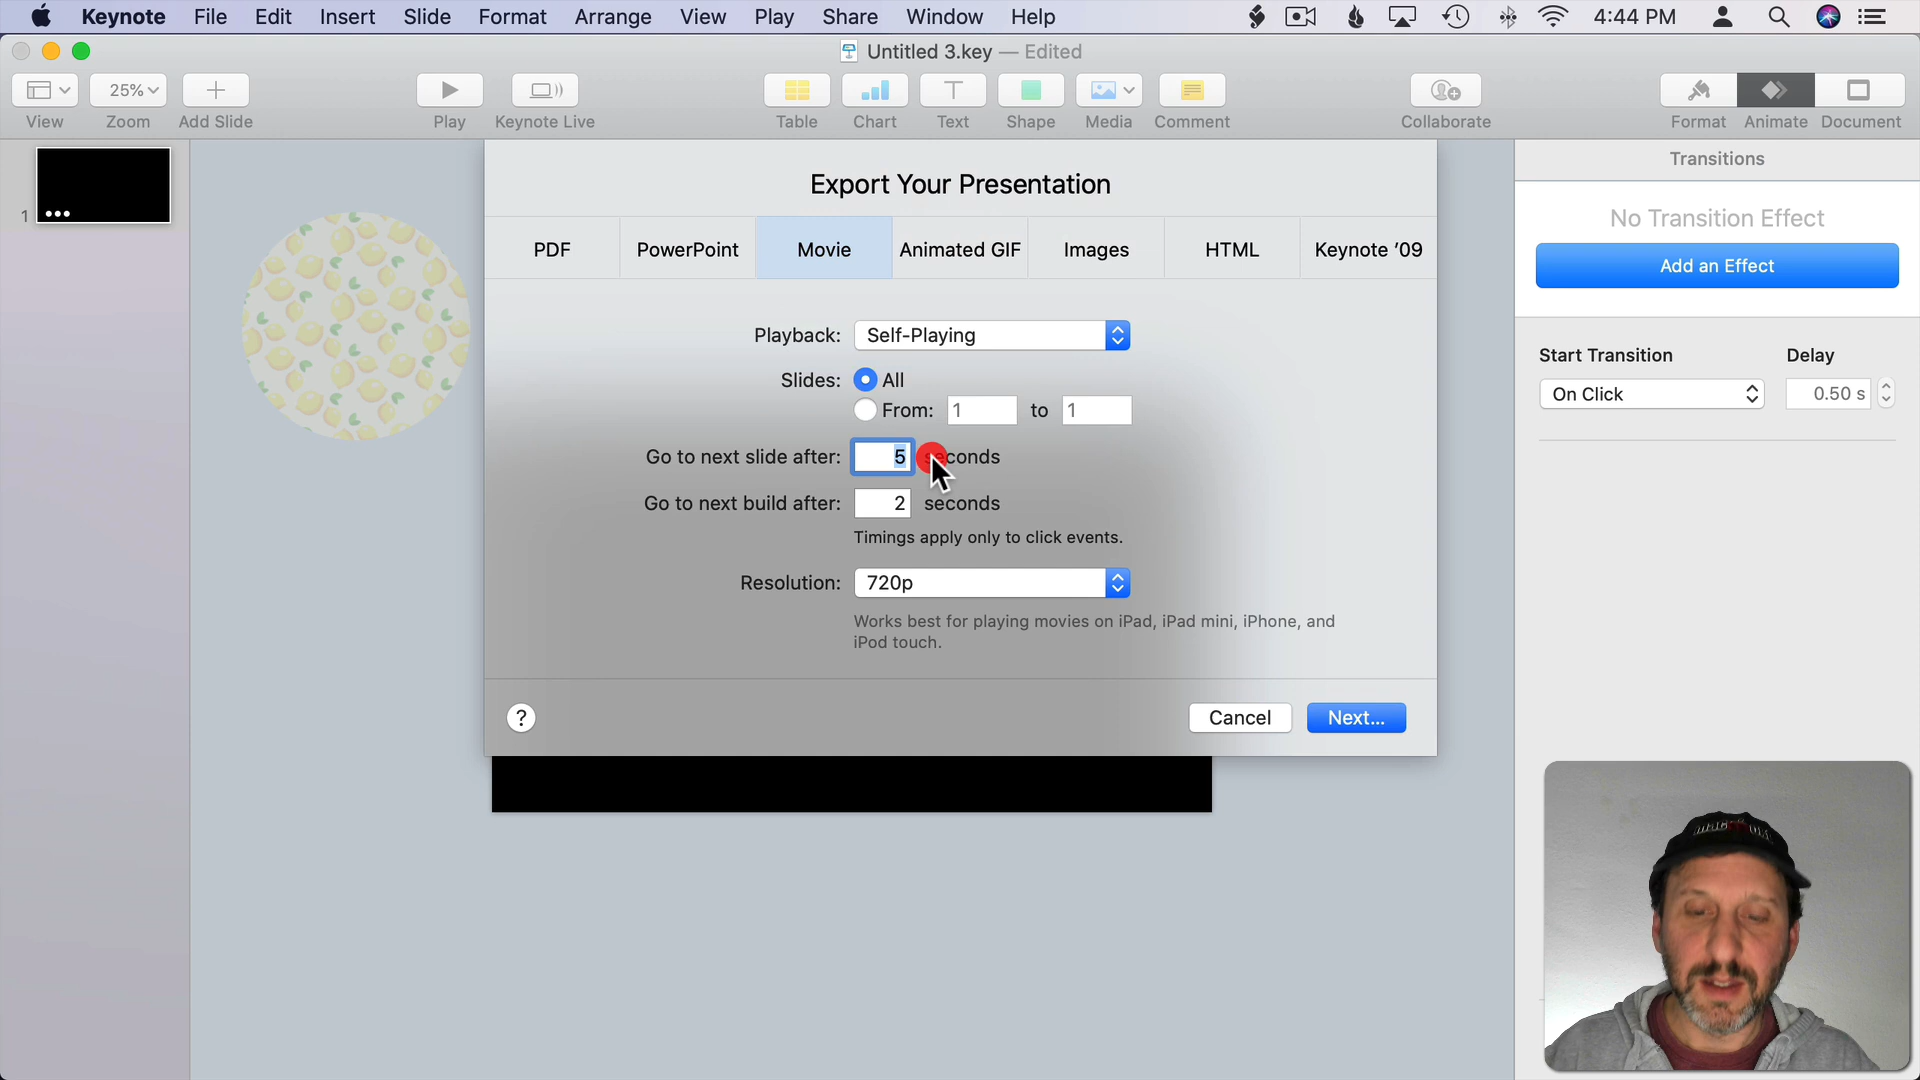 Keynote File Edit Insert Slide Format Arrange View Play Share Window Help 4:44 PM
Untitled 3.key — Edited
25%
View Zoom Add Slide Play Keynote Live Table Chart Text Shape Media Comment Collaborate Format Animate Document
1
Export Your Presentation
PDF PowerPoint Movie Animated GIF Images HTML Keynote '09
Playback: Self-Playing
Slides: All
From: 1 to 1
Go to next slide after: 5 seconds
Go to next build after: 2 seconds
Timings apply only to click events.
Resolution: 720p
Works best for playing movies on iPad, iPad mini, iPhone, and
iPod touch.
? Cancel Next...
Transitions
No Transition Effect
Add an Effect
Start Transition Delay
On Click 0.50 s